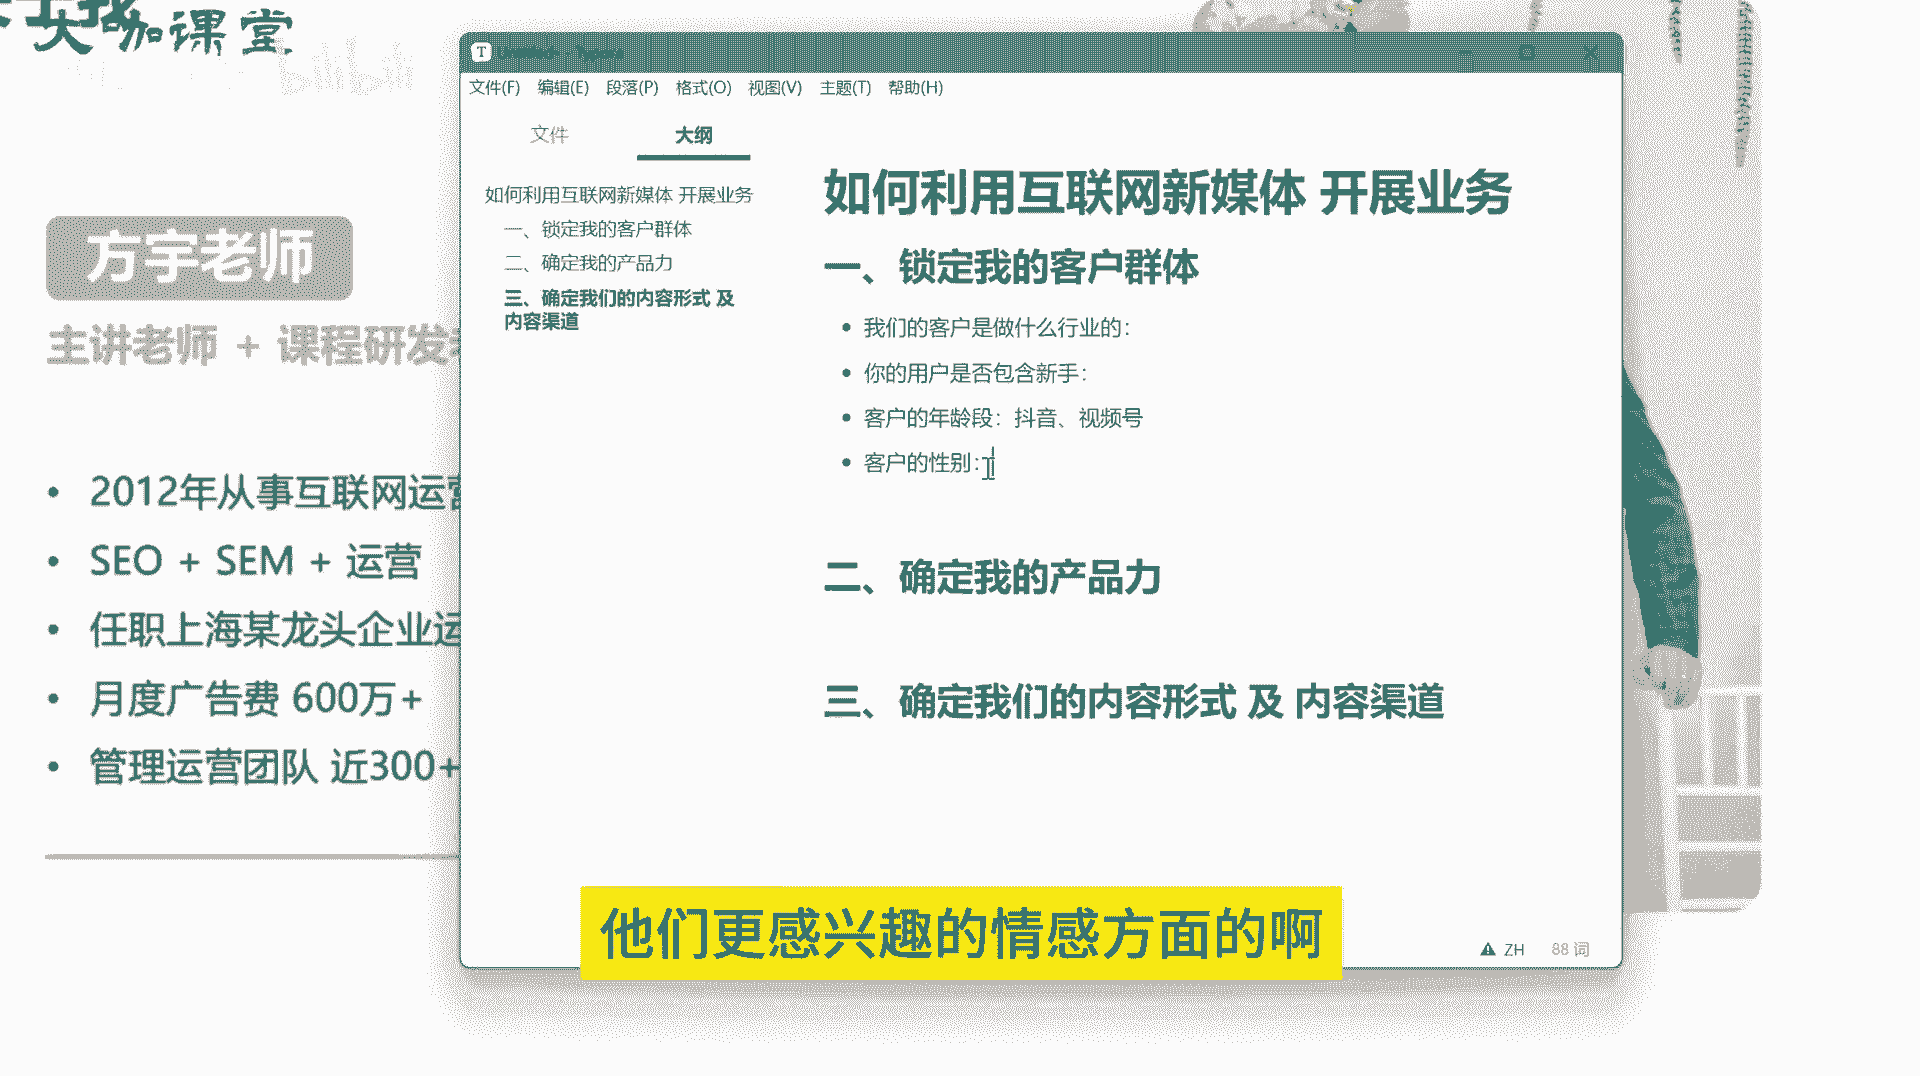 大咖课堂
bilibili
Typora
文件(F) 编辑(E) 段落(P) 格式(O) 视图(V) 主题(T) 帮助(H)
文件 大纲
如何利用互联网新媒体 开展业务
一、锁定我的客户群体
二、确定我的产品力
三、确定我们的内容形式 及
内容渠道
如何利用互联网新媒体 开展业务
一、锁定我的客户群体
• 我们的客户是做什么行业的：
• 你的用户是否包含新手：
• 客户的年龄段：抖音、视频号
• 客户的性别：
二、确定我的产品力
三、确定我们的内容形式 及 内容渠道
ZH 88 词
方宇老师
主讲老师 + 课程研发
• 2012年从事互联网运营
• SEO + SEM + 运营
• 任职上海某龙头企业运
• 月度广告费 600万+
• 管理运营团队 近300+
他们更感兴趣的情感方面的啊